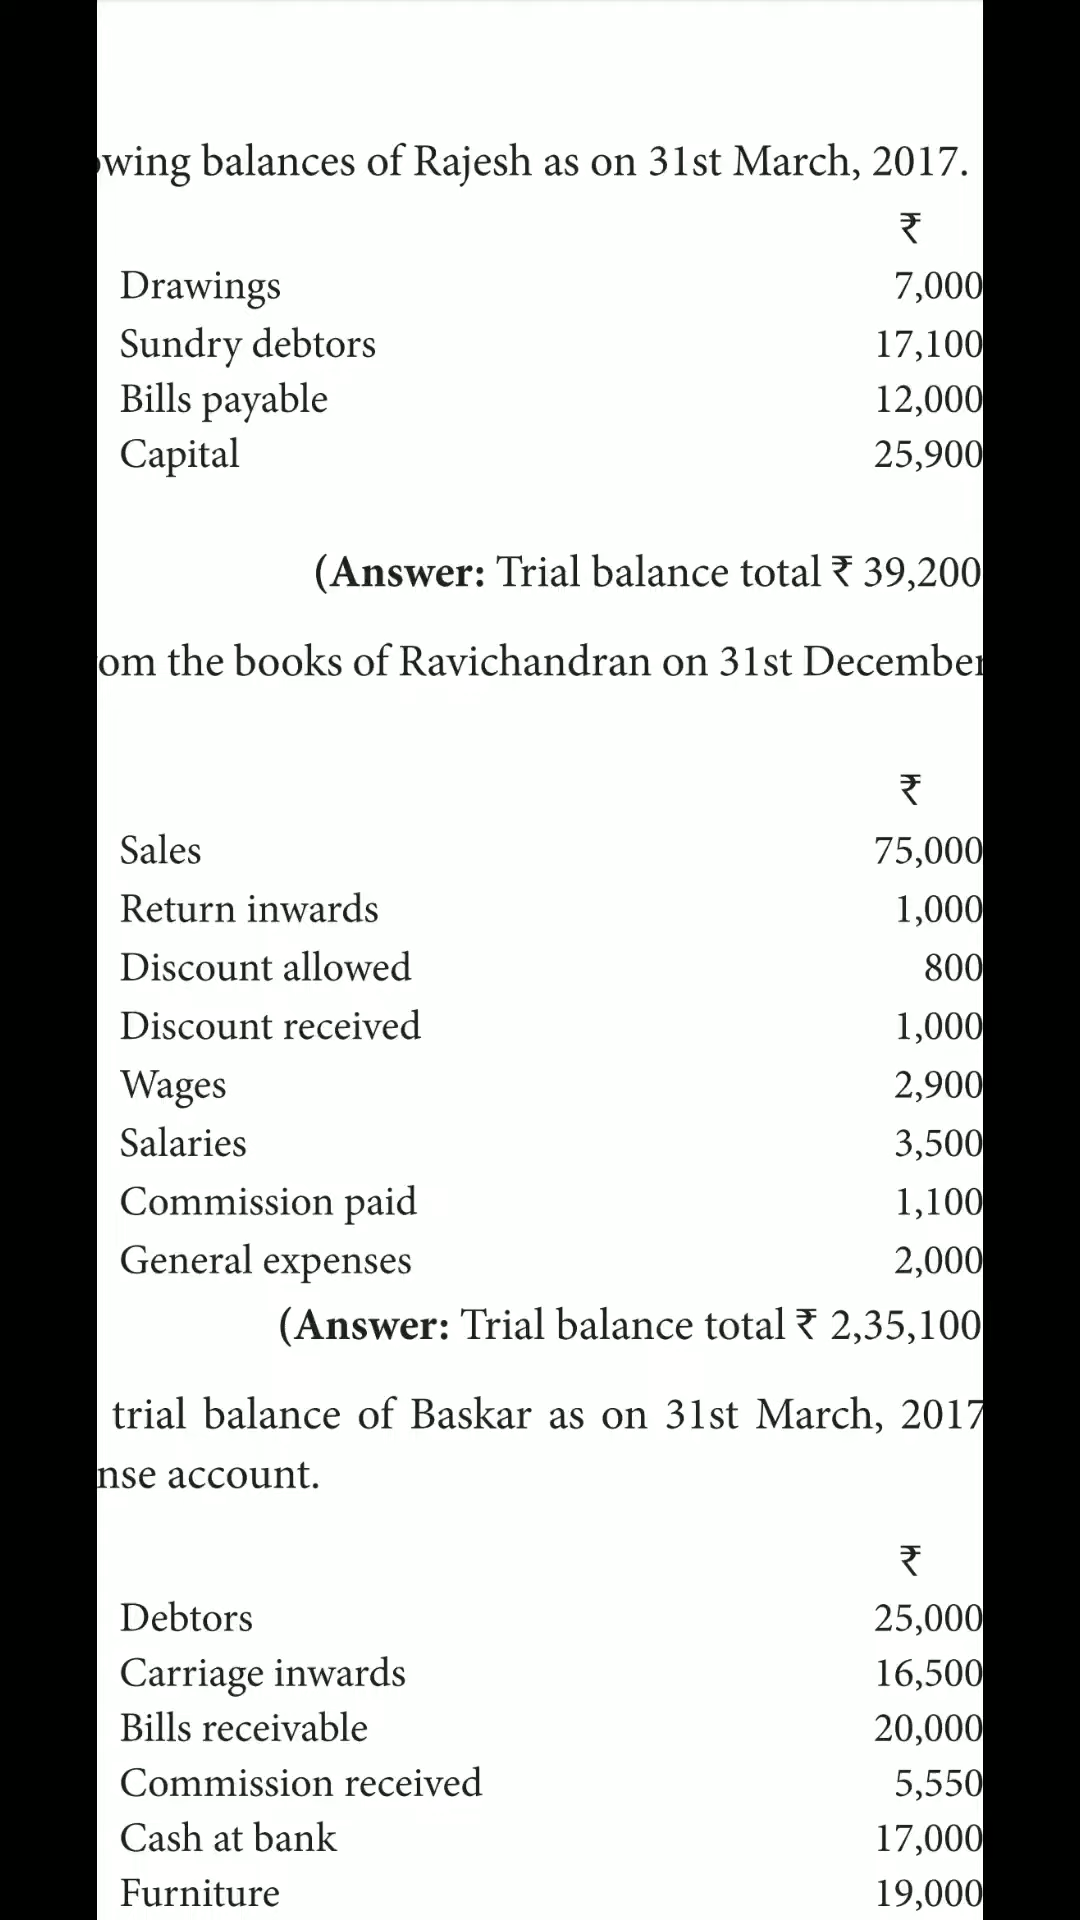 owing balances of Rajesh as on 31st March, 2017.
₹
Drawings 7,000
Sundry debtors 17,100
Bills payable 12,000
Capital 25,900
(Answer: Trial balance total ₹ 39,200
om the books of Ravichandran on 31st December
₹
Sales 75,000
Return inwards 1,000
Discount allowed 800
Discount received 1,000
Wages 2,900
Salaries 3,500
Commission paid 1,100
General expenses 2,000
(Answer: Trial balance total ₹ 2,35,100
trial balance of Baskar as on 31st March, 2017
nse account.
₹
Debtors 25,000
Carriage inwards 16,500
Bills receivable 20,000
Commission received 5,550
Cash at bank 17,000
Furniture 19,000